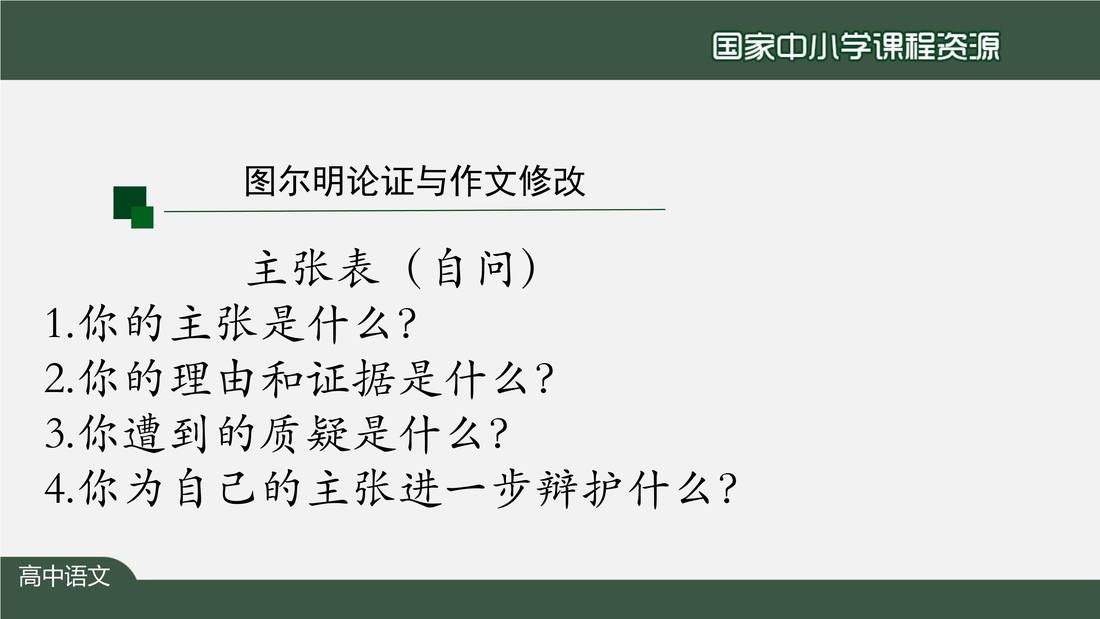 国家中小学课程资源
图尔明论证与作文修改
主张表（自问）
1.你的主张是什么？
2.你的理由和证据是什么？
3.你遭到的质疑是什么？
4.你为自己的主张进一步辩护什么？
高中语文